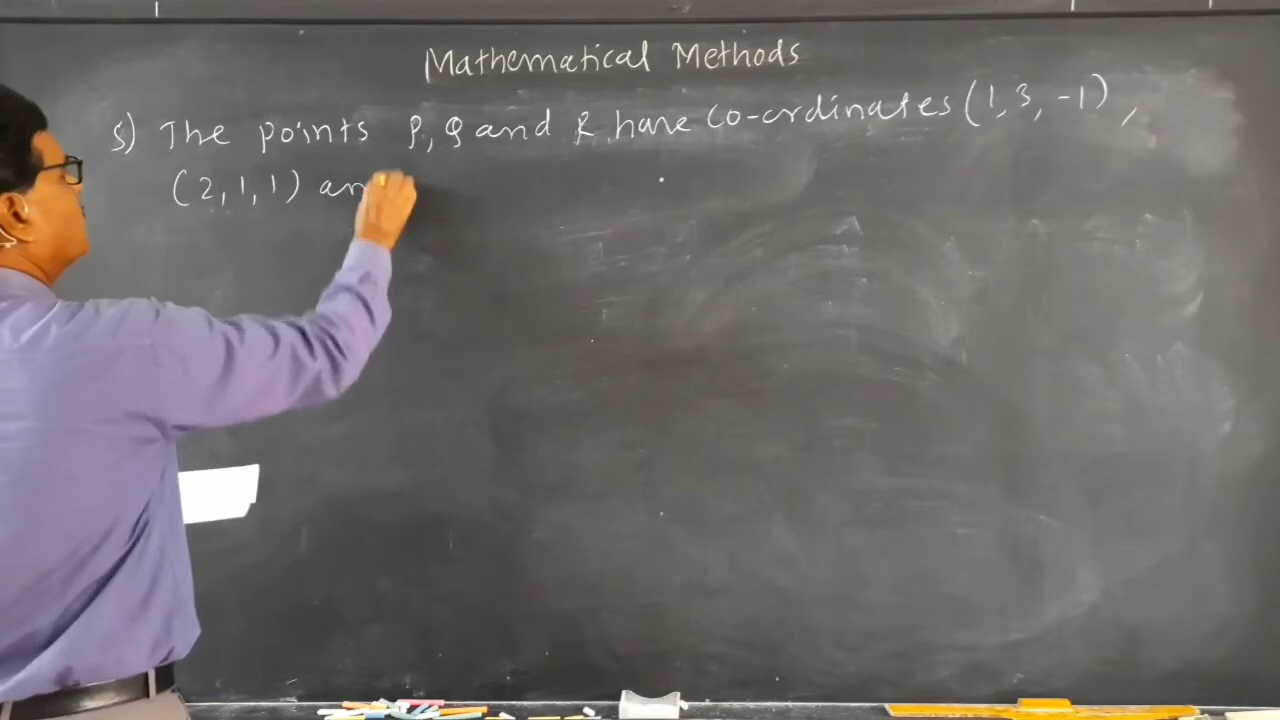 Mathematical Methods
5) The points P, Q and R have co-ordinates (1, 3, -1),
(2, 1, 1) an